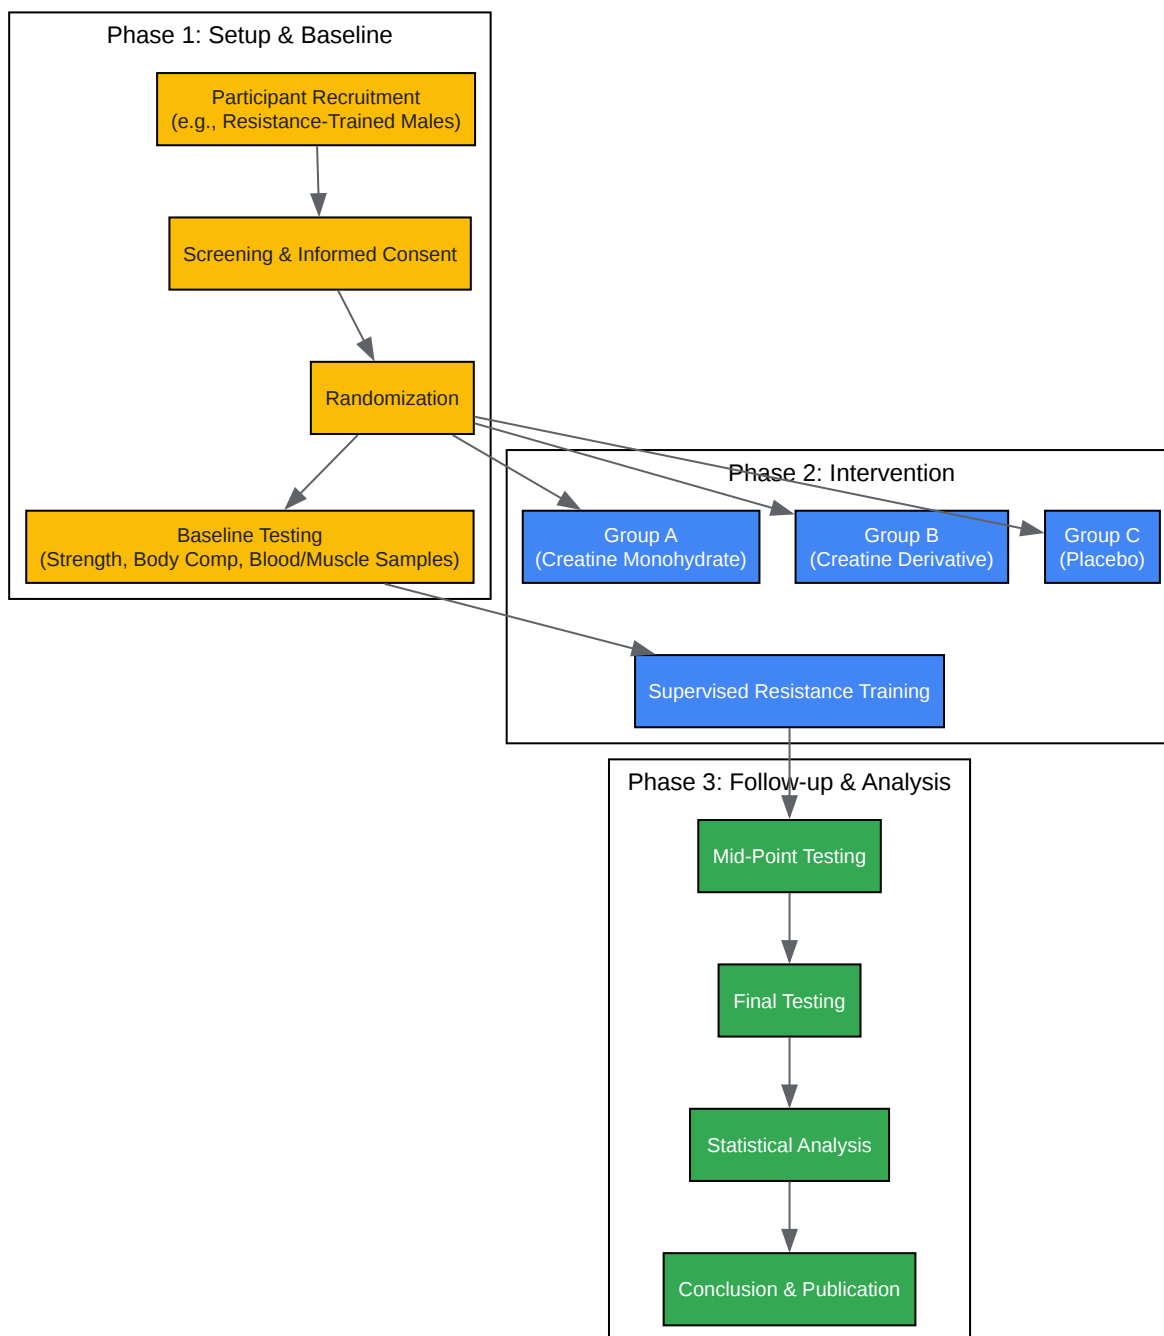 Phase 1: Setup & Baseline
Participant Recruitment
(e.g., Resistance-Trained Males)
Screening & Informed Consent
Randomization
Baseline Testing
(Strength, Body Comp, Blood/Muscle Samples)
Phase 2: Intervention
Group A
(Creatine Monohydrate)
Group B
(Creatine Derivative)
Group C
(Placebo)
Supervised Resistance Training
Phase 3: Follow-up & Analysis
Mid-Point Testing
Final Testing
Statistical Analysis
Conclusion & Publication